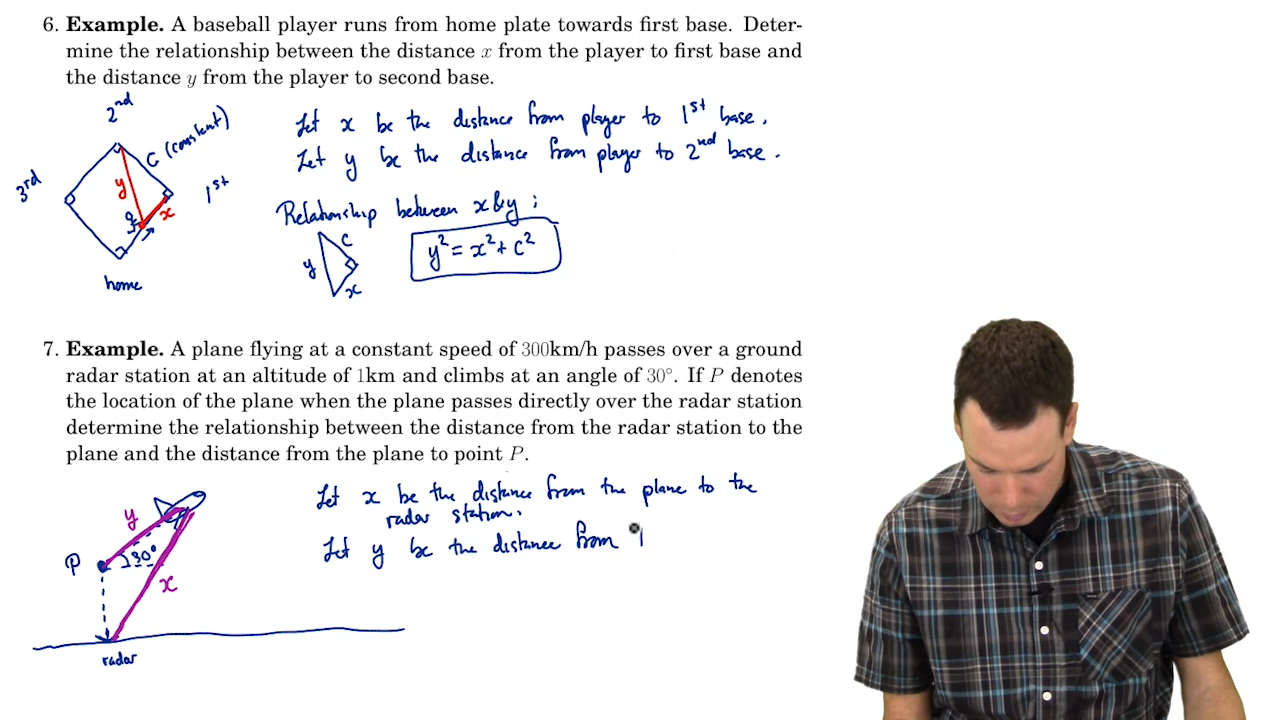 6. Example. A baseball player runs from home plate towards first base. Deter-
mine the relationship between the distance x from the player to first base and
the distance y from the player to second base.
2nd
C (constant)
3rd
1st
y
x
home
Let x be the distance from player to 1st base.
Let y be the distance from player to 2nd base.
Relationship between x & y :
y
c
x
y² = x² + c²
7. Example. A plane flying at a constant speed of 300km/h passes over a ground
radar station at an altitude of 1km and climbs at an angle of 30°. If P denotes
the location of the plane when the plane passes directly over the radar station
determine the relationship between the distance from the radar station to the
plane and the distance from the plane to point P.
y
P
30°
x
radar
Let x be the distance from the plane to the
radar station.
Let y be the distance from